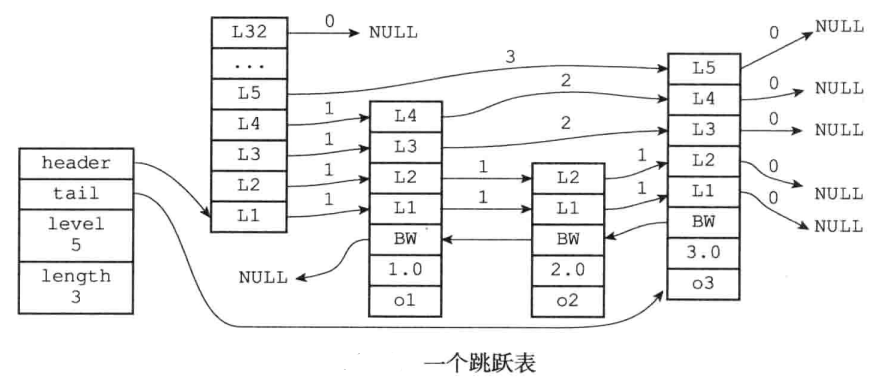 header
tail
level
5
length
3
L32
...
L5
L4
L3
L2
L1
0
NULL
3
1
1
1
1
L4
L3
L2
L1
BW
1.0
o1
NULL
2
2
1
1
L2
L1
BW
2.0
o2
1
1
L5
L4
L3
L2
L1
BW
3.0
o3
0
NULL
0
NULL
0
NULL
0
NULL
0
NULL
一个跳跃表